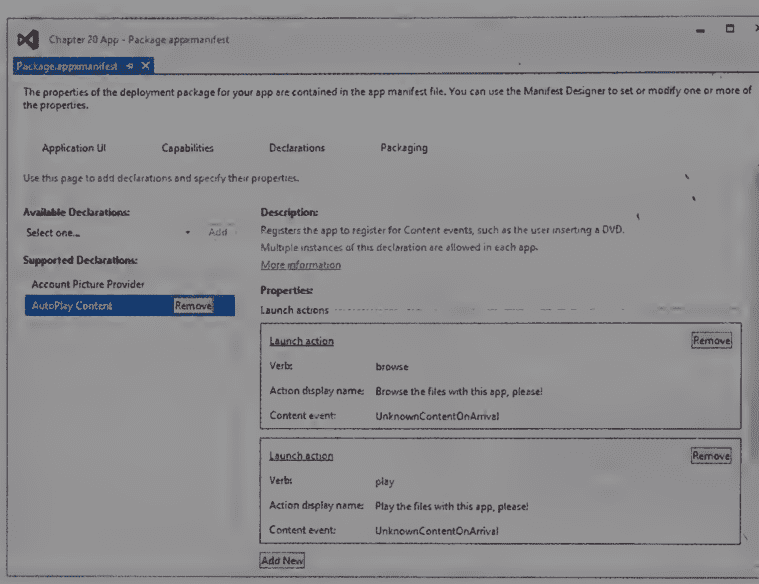 Chapter 20 App - Package.appxmanifest
Package.appxmanifest
The properties of the deployment package for your app are contained in the app manifest file. You can use the Manifest Designer to set or modify one or more of
the properties.
Application UI Capabilities Declarations Packaging
Use this page to add declarations and specify their properties.
Available Declarations:
Select one... Add
Supported Declarations:
Account Picture Provider
AutoPlay Content Remove
Description:
Registers the app to register for Content events, such as the user inserting a DVD.
Multiple instances of this declaration are allowed in each app.
More information
Properties:
Launch actions
Launch action Remove
Verb: browse
Action display name: Browse the files with this app, please!
Content event: UnknownContentOnArrival
Launch action Remove
Verb: play
Action display name: Play the files with this app, please!
Content event: UnknownContentOnArrival
Add New